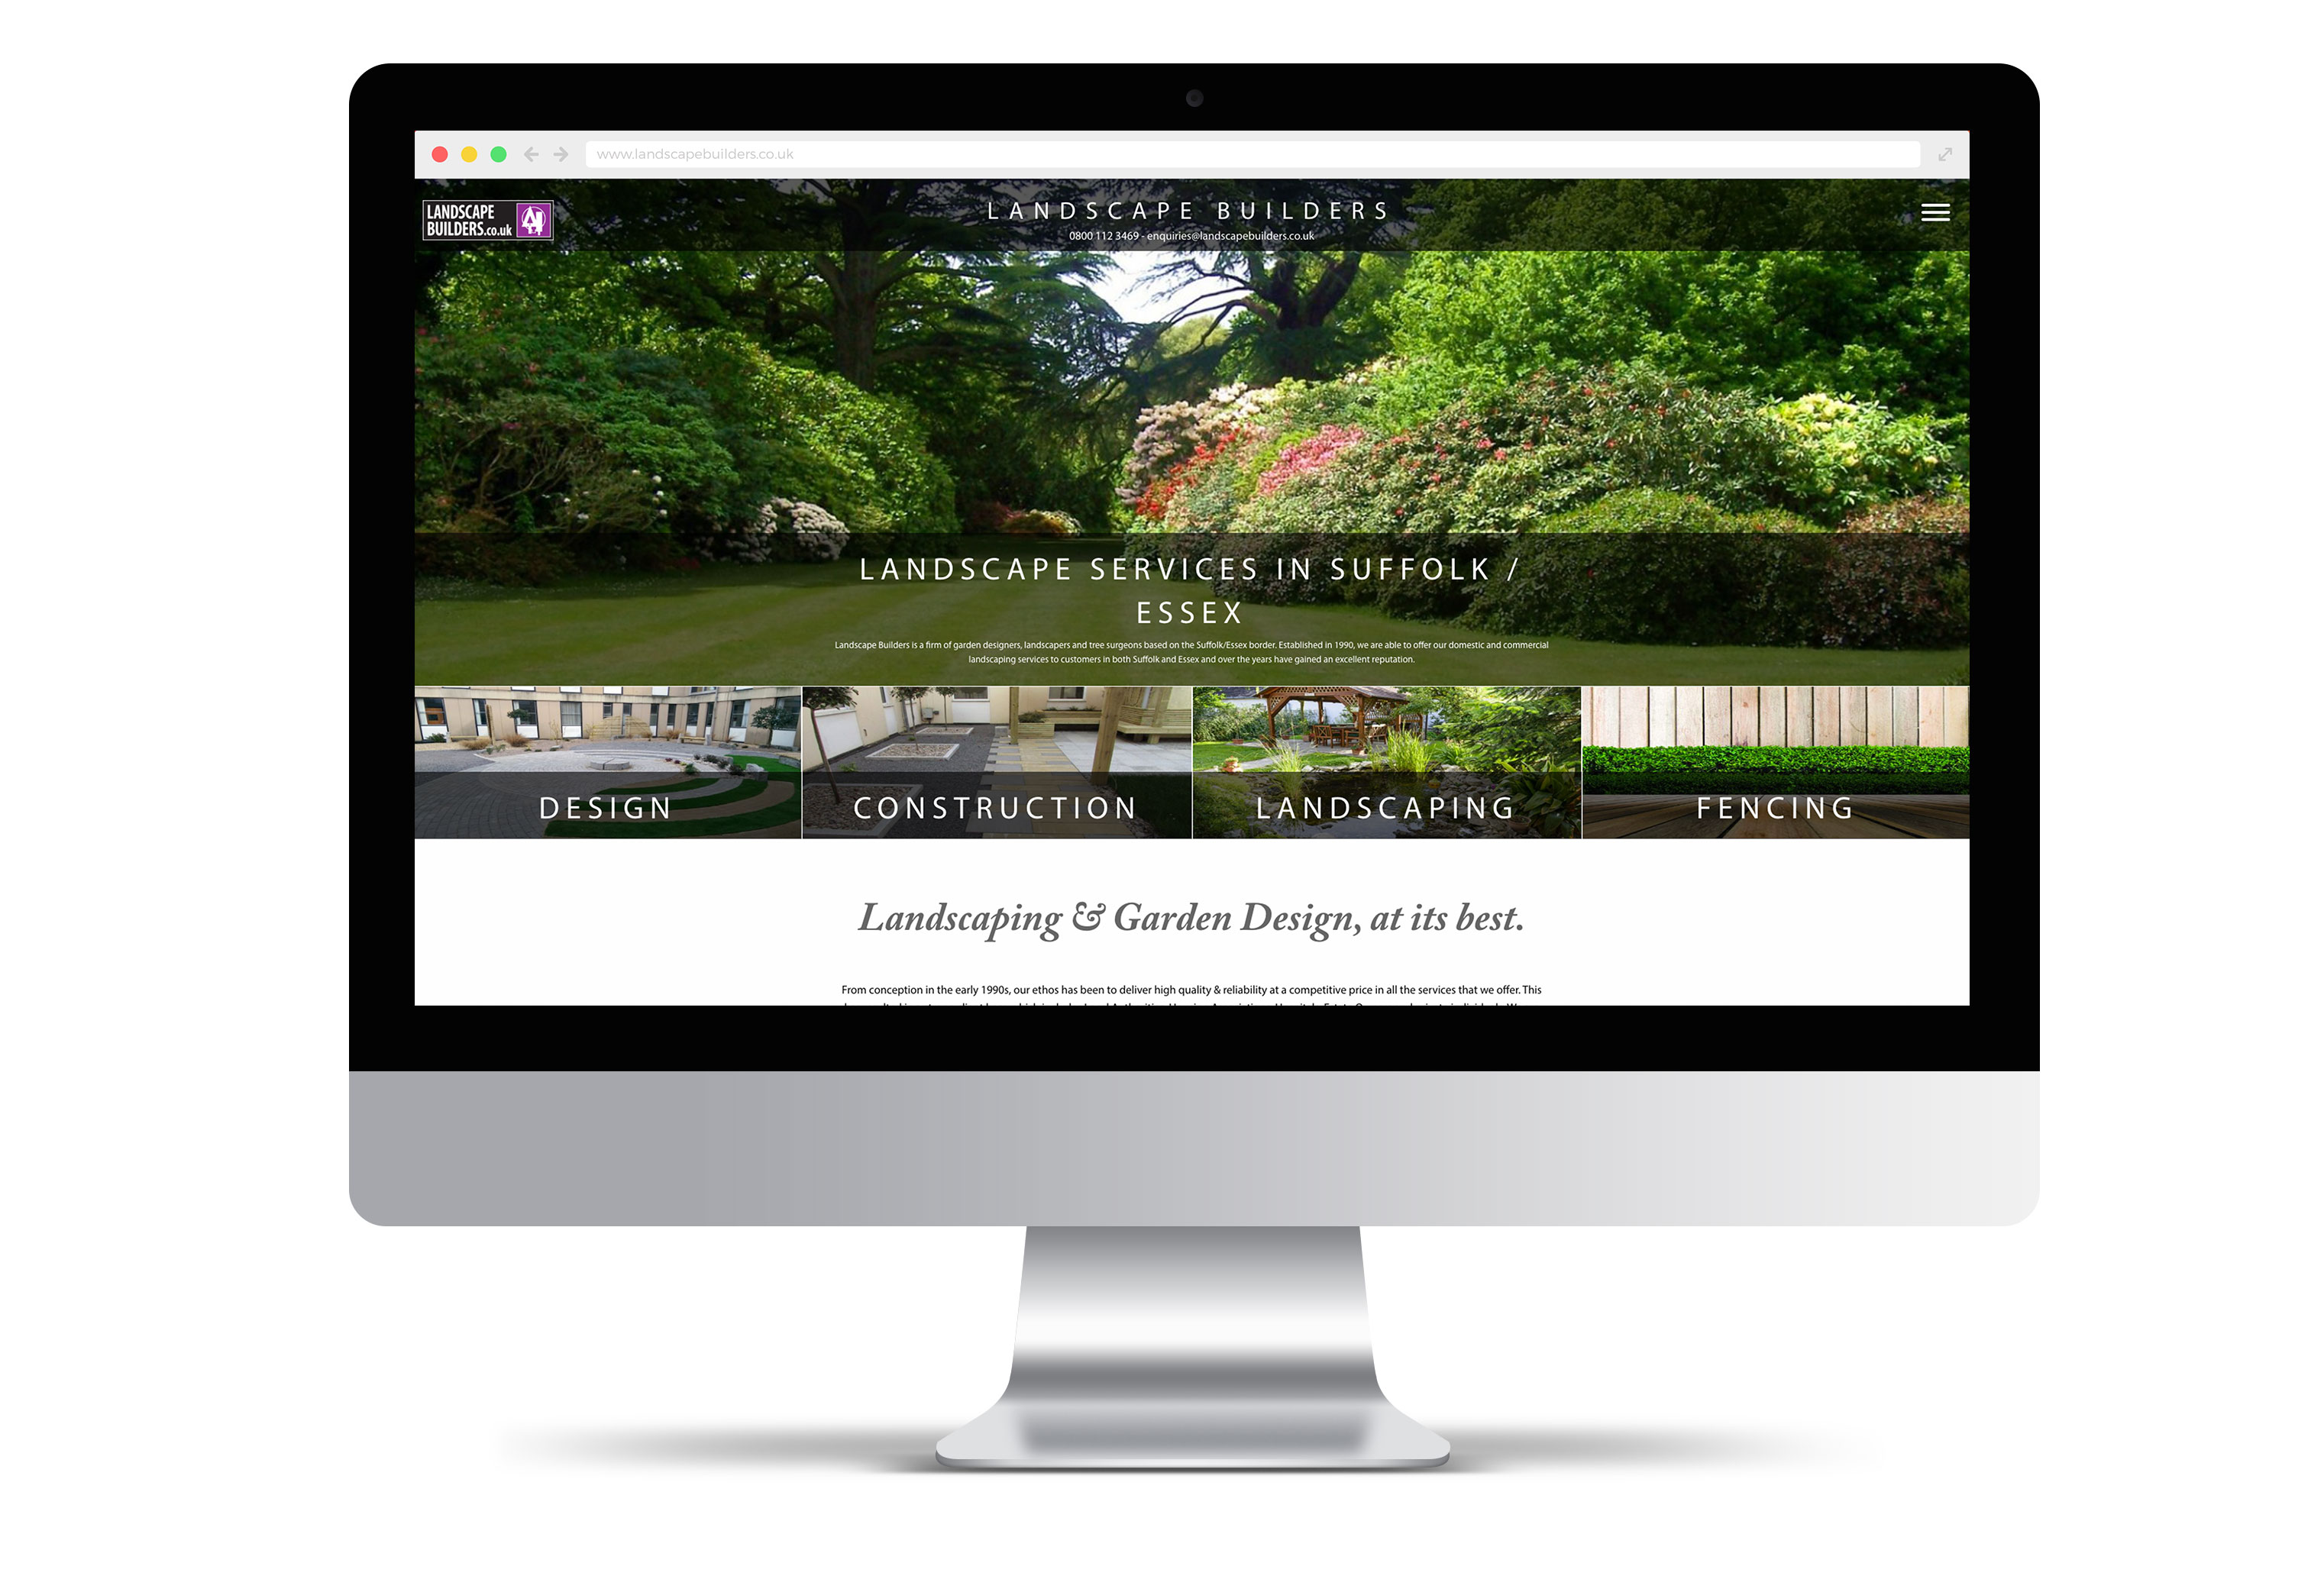 www.landscapebuilders.co.uk
LANDSCAPE
BUILDERS.co.uk
LANDSCAPE BUILDERS
0800 112 3469 - enquiries@landscapebuilders.co.uk
LANDSCAPE SERVICES IN SUFFOLK /
ESSEX
Landscape Builders is a firm of garden designers, landscapers and tree surgeons based on the Suffolk/Essex border. Established in 1990, we are able to offer our domestic and commercial
landscaping services to customers in both Suffolk and Essex and over the years have gained an excellent reputation.
DESIGN
CONSTRUCTION
LANDSCAPING
FENCING
Landscaping & Garden Design, at its best.
From conception in the early 1990s, our ethos has been to deliver high quality & reliability at a competitive price in all the services that we offer. This